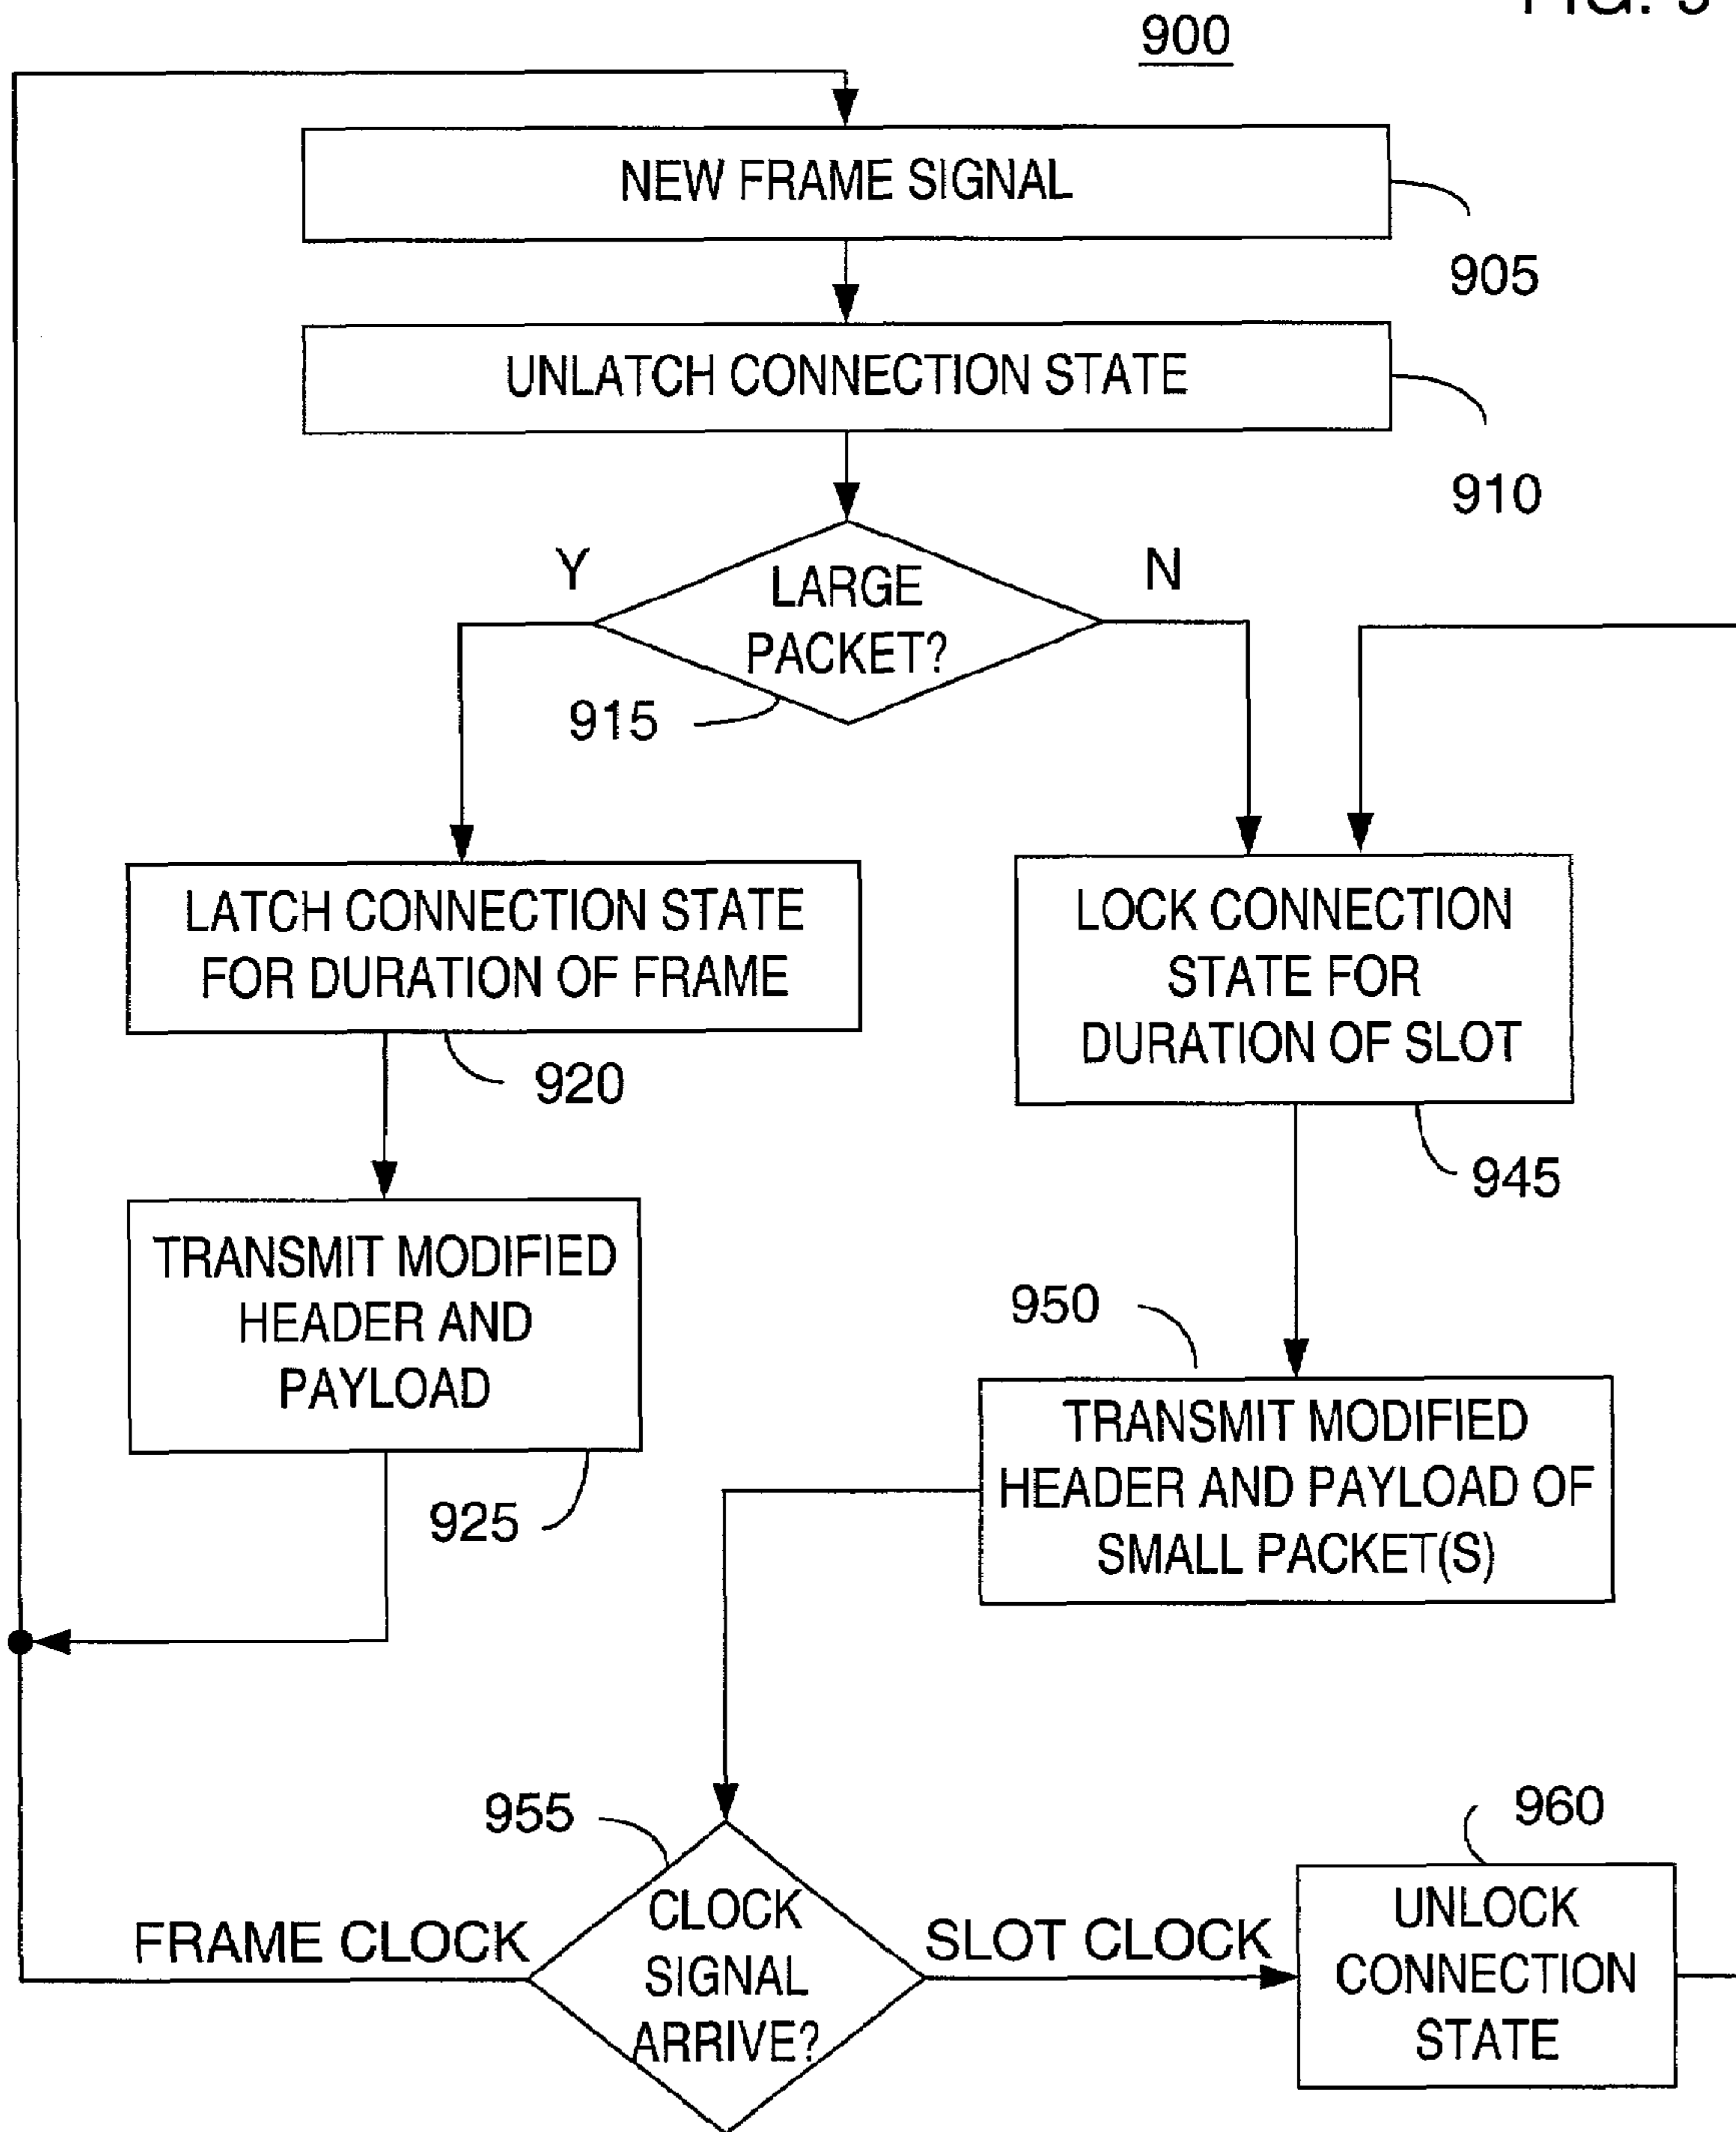 900
NEW FRAME SIGNAL
905
UNLATCH CONNECTION STATE
910
Y
N
LARGE
PACKET?
915
LATCH CONNECTION STATE
FOR DURATION OF FRAME
920
LOCK CONNECTION
STATE FOR
DURATION OF SLOT
945
TRANSMIT MODIFIED
HEADER AND
PAYLOAD
925
950
TRANSMIT MODIFIED
HEADER AND PAYLOAD OF
SMALL PACKET(S)
955
960
FRAME CLOCK
CLOCK
SIGNAL
ARRIVE?
SLOT CLOCK
UNLOCK
CONNECTION
STATE